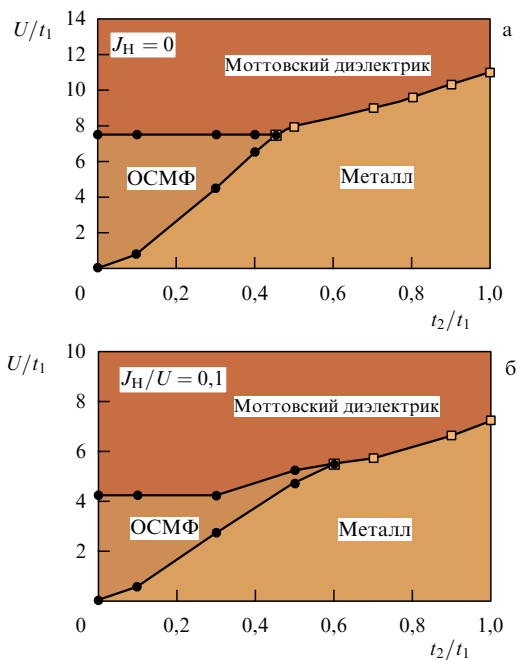 U/t₁
14
12
10
8
6
4
2
0
J_H = 0
а
Моттовский диэлектрик
ОСМФ
Металл
0,2 0,4 0,6 0,8 1,0
t₂/t₁
U/t₁
10
8
6
4
2
0
J_H/U = 0,1
б
Моттовский диэлектрик
ОСМФ
Металл
0,2 0,4 0,6 0,8 1,0
t₂/t₁